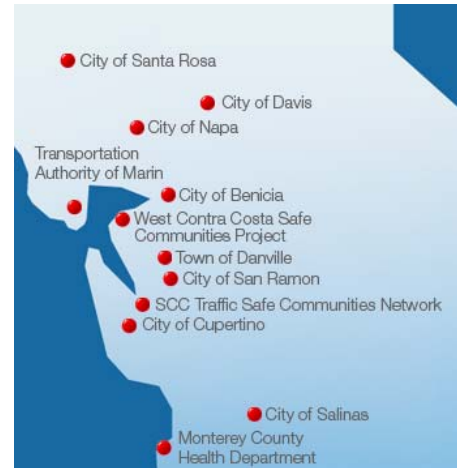 City of Santa Rosa
City of Davis
City of Napa
Transportation
Authority of Marin
City of Benicia
West Contra Costa Safe
Communities Project
Town of Danville
City of San Ramon
SCC Traffic Safe Communities Network
City of Cupertino
City of Salinas
Monterey County
Health Department